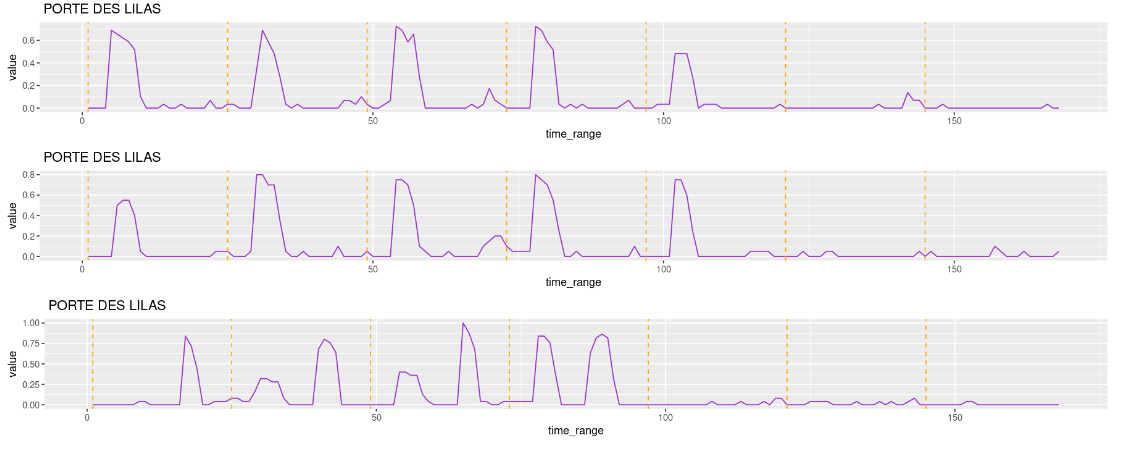 PORTE DES LILAS
value
0.6
0.4
0.2
0.0
0 50 100 150
time_range
PORTE DES LILAS
value
0.8
0.6
0.4
0.2
0.0
0 50 100 150
time_range
PORTE DES LILAS
value
1.00
0.75
0.50
0.25
0.00
0 50 100 150
time_range